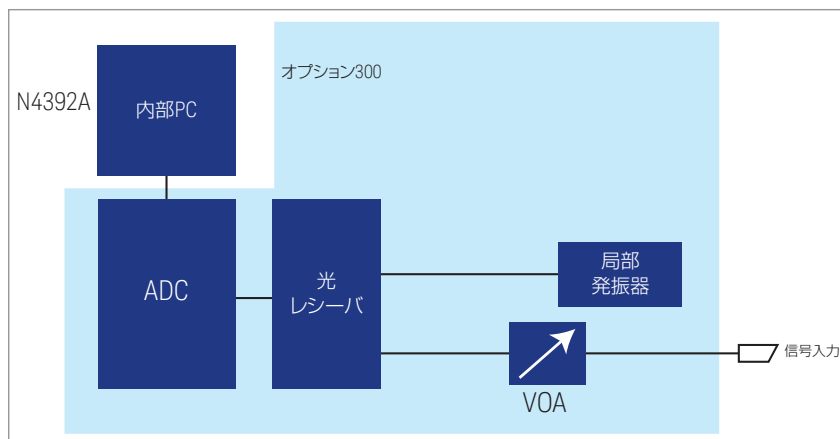 オプション300
N4392A
内部PC
ADC
光
レシーバ
局部
発振器
信号入力
VOA